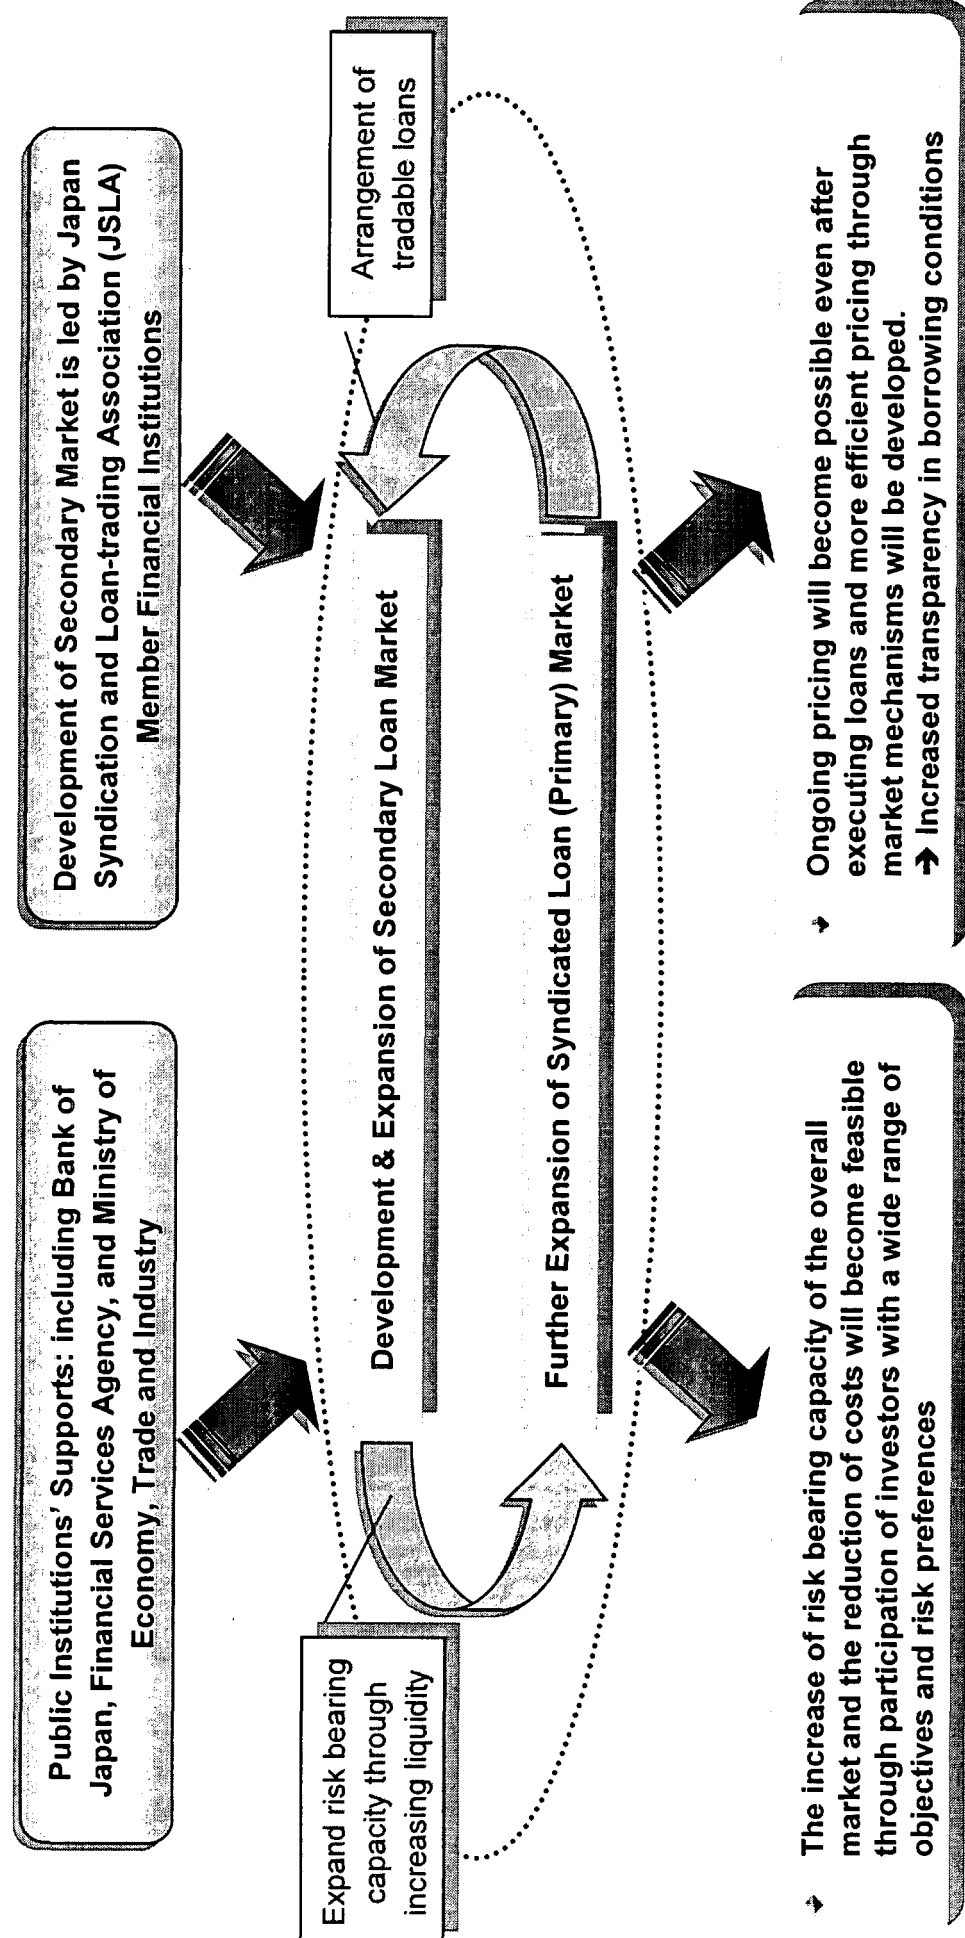 Public Institutions' Supports: including Bank of
Japan, Financial Services Agency, and Ministry of
Economy, Trade and Industry
Development of Secondary Market is led by Japan
Syndication and Loan-trading Association (JSLA)
Member Financial Institutions
Expand risk bearing
capacity through
increasing liquidity
Development & Expansion of Secondary Loan Market
Further Expansion of Syndicated Loan (Primary) Market
Arrangement of
tradable loans
The increase of risk bearing capacity of the overall
market and the reduction of costs will become feasible
through participation of investors with a wide range of
objectives and risk preferences
Ongoing pricing will become possible even after
executing loans and more efficient pricing through
market mechanisms will be developed.
➔ Increased transparency in borrowing conditions